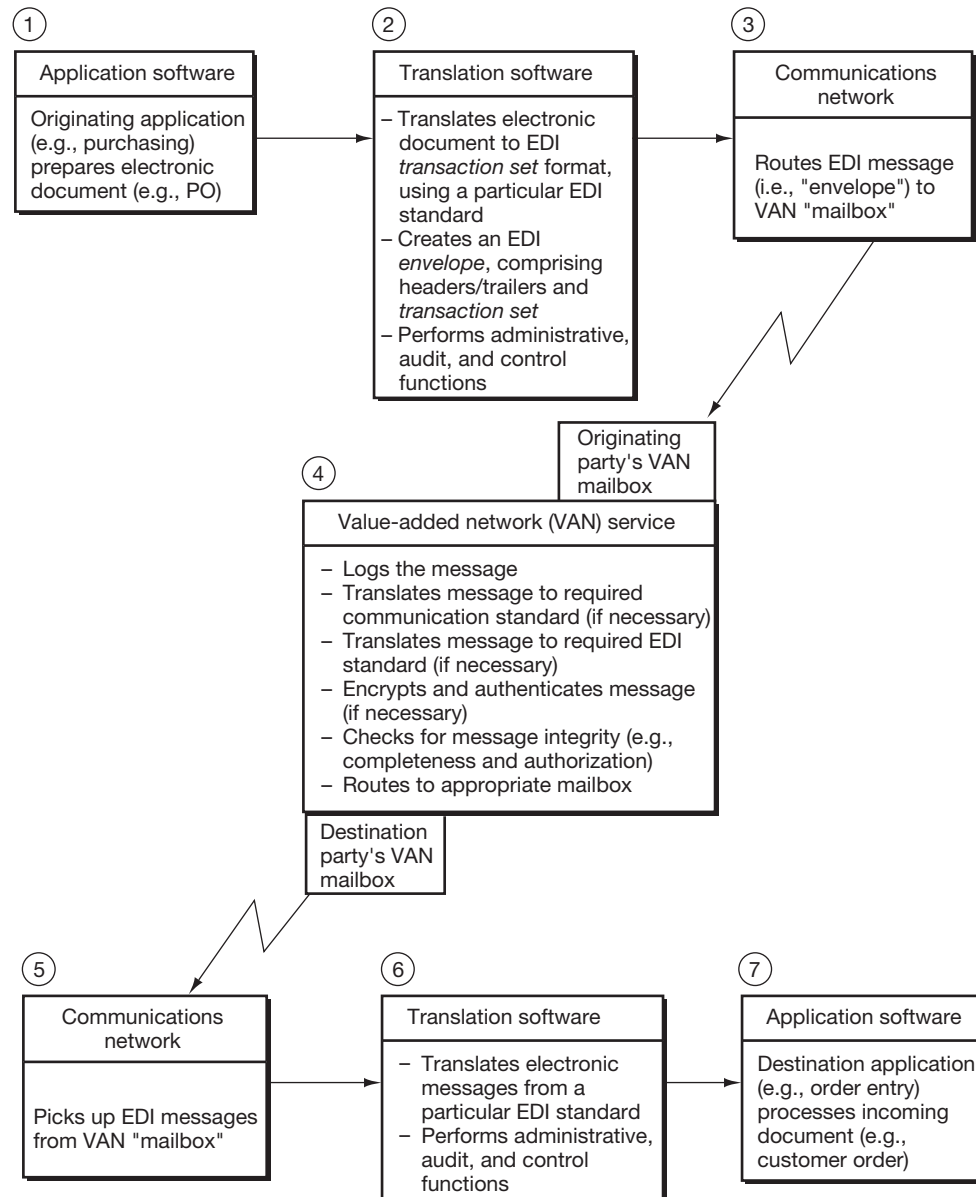 1
Application software
Originating application
(e.g., purchasing)
prepares electronic
document (e.g., PO)
2
Translation software
– Translates electronic
document to EDI
transaction set format,
using a particular EDI
standard
– Creates an EDI
envelope, comprising
headers/trailers and
transaction set
– Performs administrative,
audit, and control
functions
3
Communications
network
Routes EDI message
(i.e., "envelope") to
VAN "mailbox"
Originating
party's VAN
mailbox
4
Value-added network (VAN) service
– Logs the message
– Translates message to required
communication standard (if necessary)
– Translates message to required EDI
standard (if necessary)
– Encrypts and authenticates message
(if necessary)
– Checks for message integrity (e.g.,
completeness and authorization)
– Routes to appropriate mailbox
Destination
party's VAN
mailbox
5
Communications
network
Picks up EDI messages
from VAN "mailbox"
6
Translation software
– Translates electronic
messages from a
particular EDI standard
– Performs administrative,
audit, and control
functions
7
Application software
Destination application
(e.g., order entry)
processes incoming
document (e.g.,
customer order)